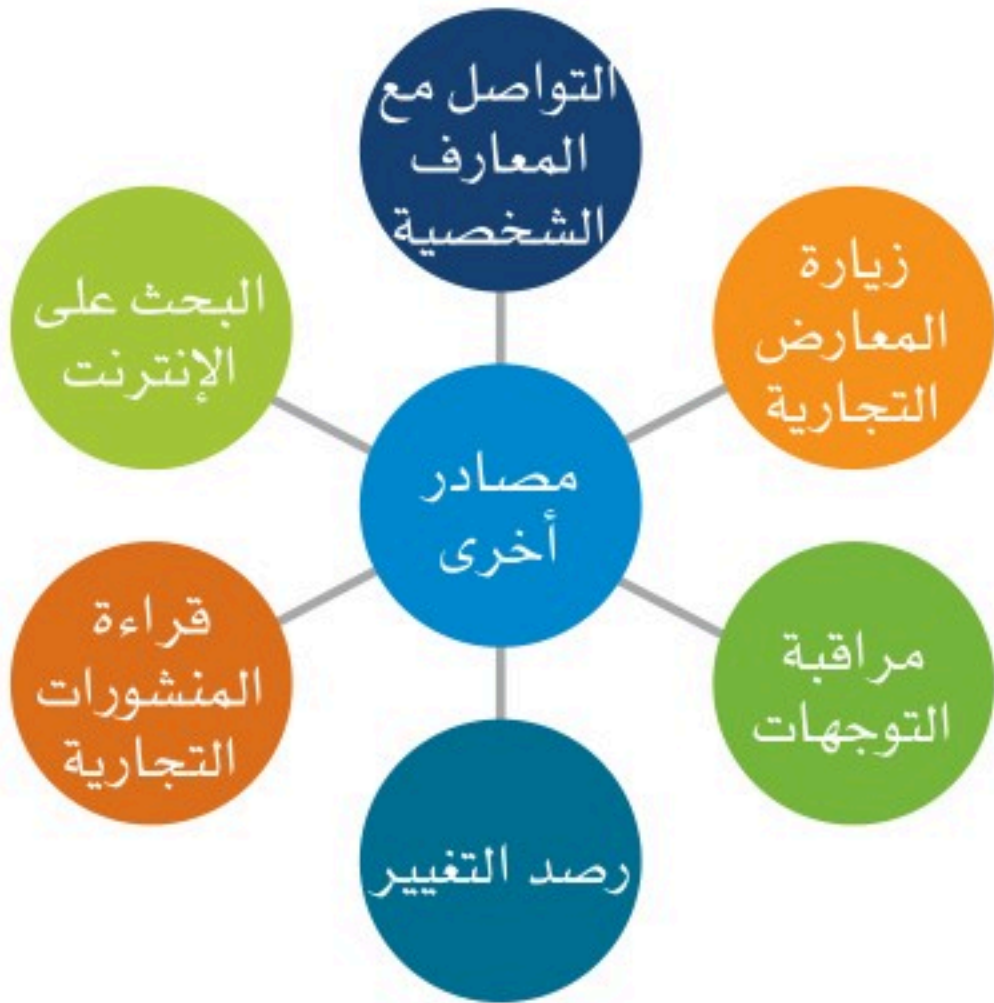 التواصل مع
المعارف
الشخصية
زيارة
المعارض
التجارية
مراقبة
التوجهات
رصد التغيير
قراءة
المنشورات
التجارية
البحث على
الإنترنت
مصادر
أخرى